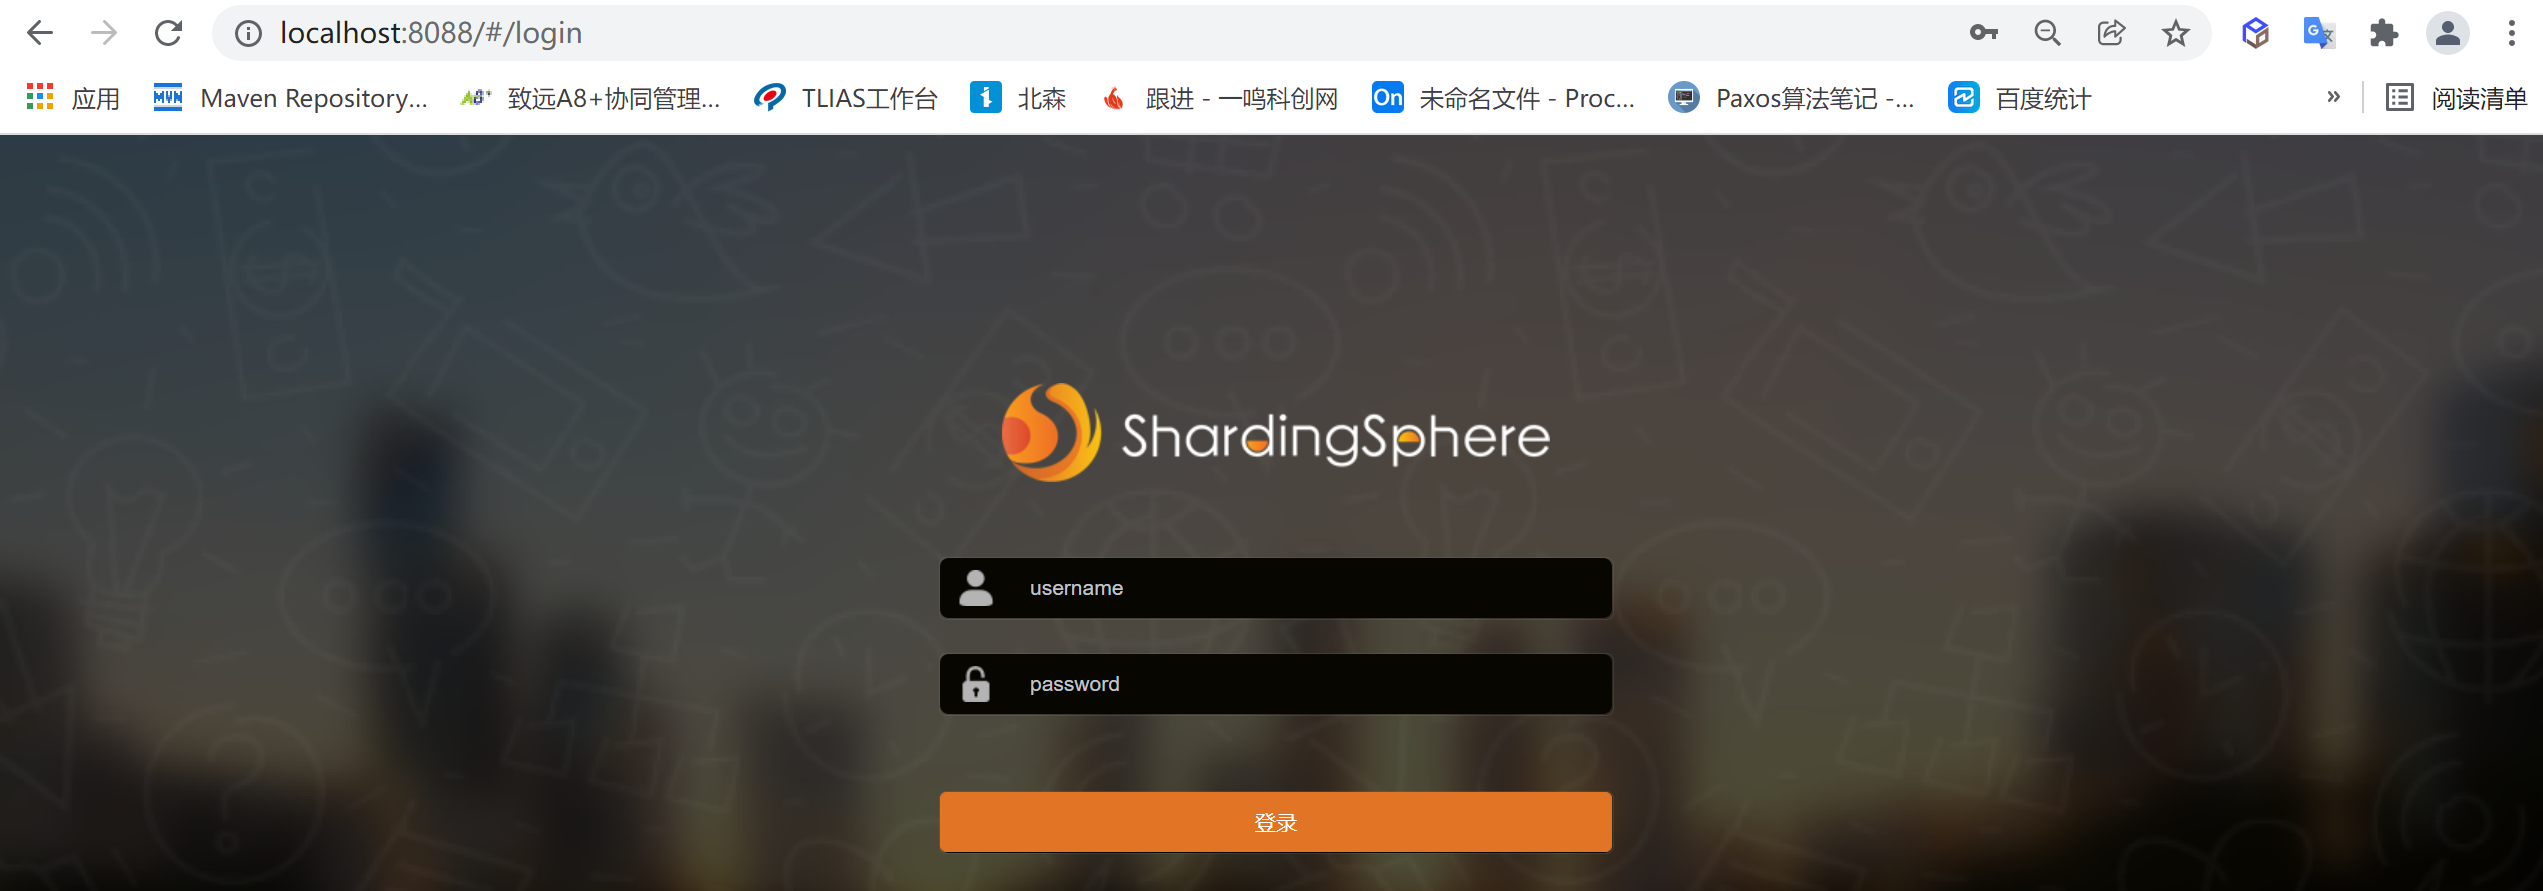 localhost:8088/#/login
应用 Maven Repository... 致远A8+协同管理... TLIAS工作台 北森 跟进 - 一鸣科创网 On 未命名文件 - Proc... Paxos算法笔记 -... 百度统计 » 阅读清单
ShardingSphere
username
password
登录